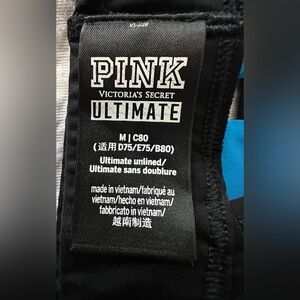 PINK
VICTORIA'S SECRET
ULTIMATE
M | C80
(适用 D75/E75/B80)
Ultimate unlined/
Ultimate sans doublure
made in vietnam/fabriqué au
vietnam/hecho en vietnam/
fabbricato in vietnam/
越南制造